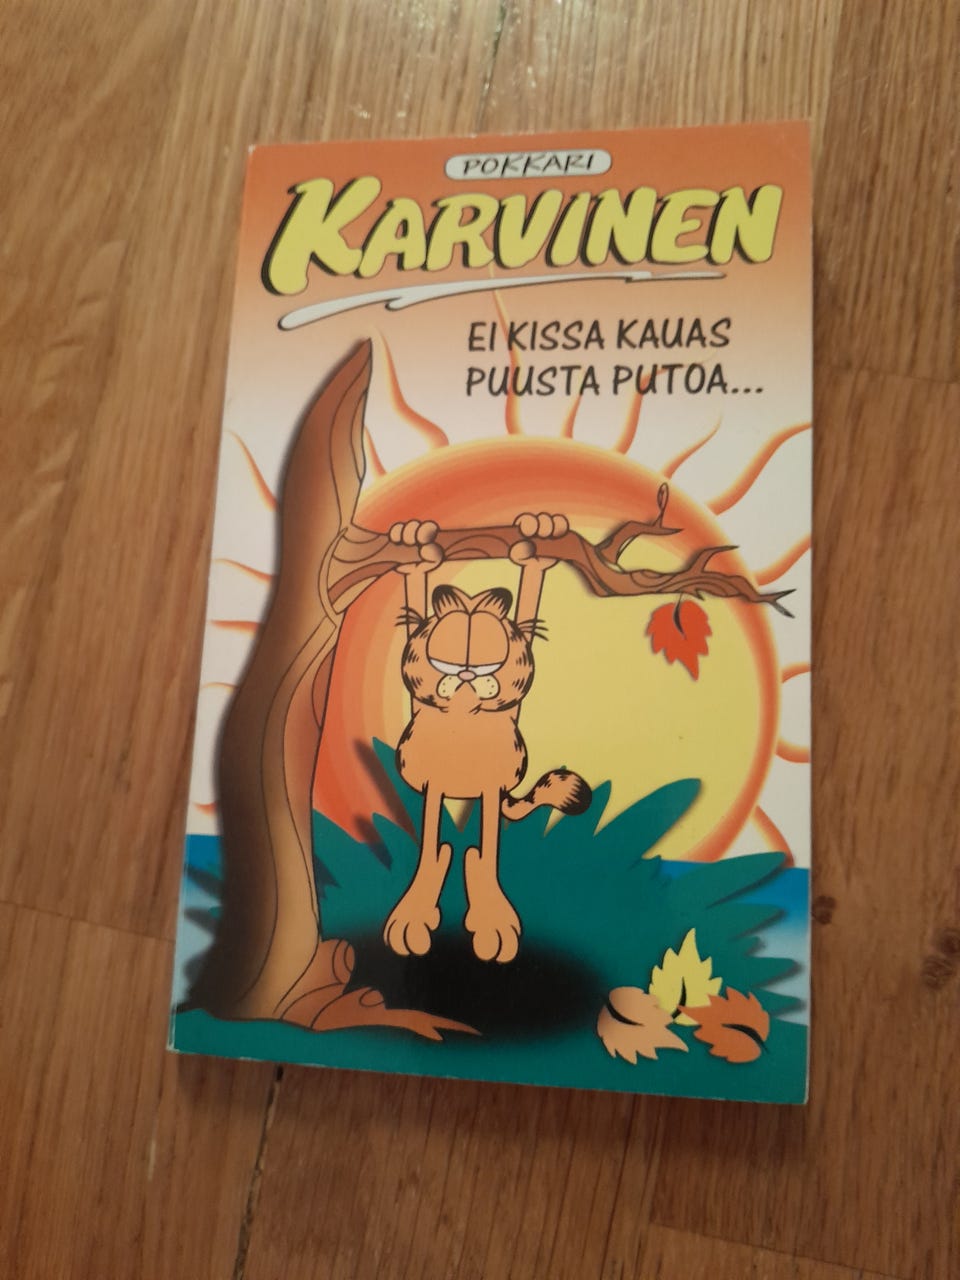 POKKARI
KARVINEN
EI KISSA KAUAS
PUUSTA PUTOA...